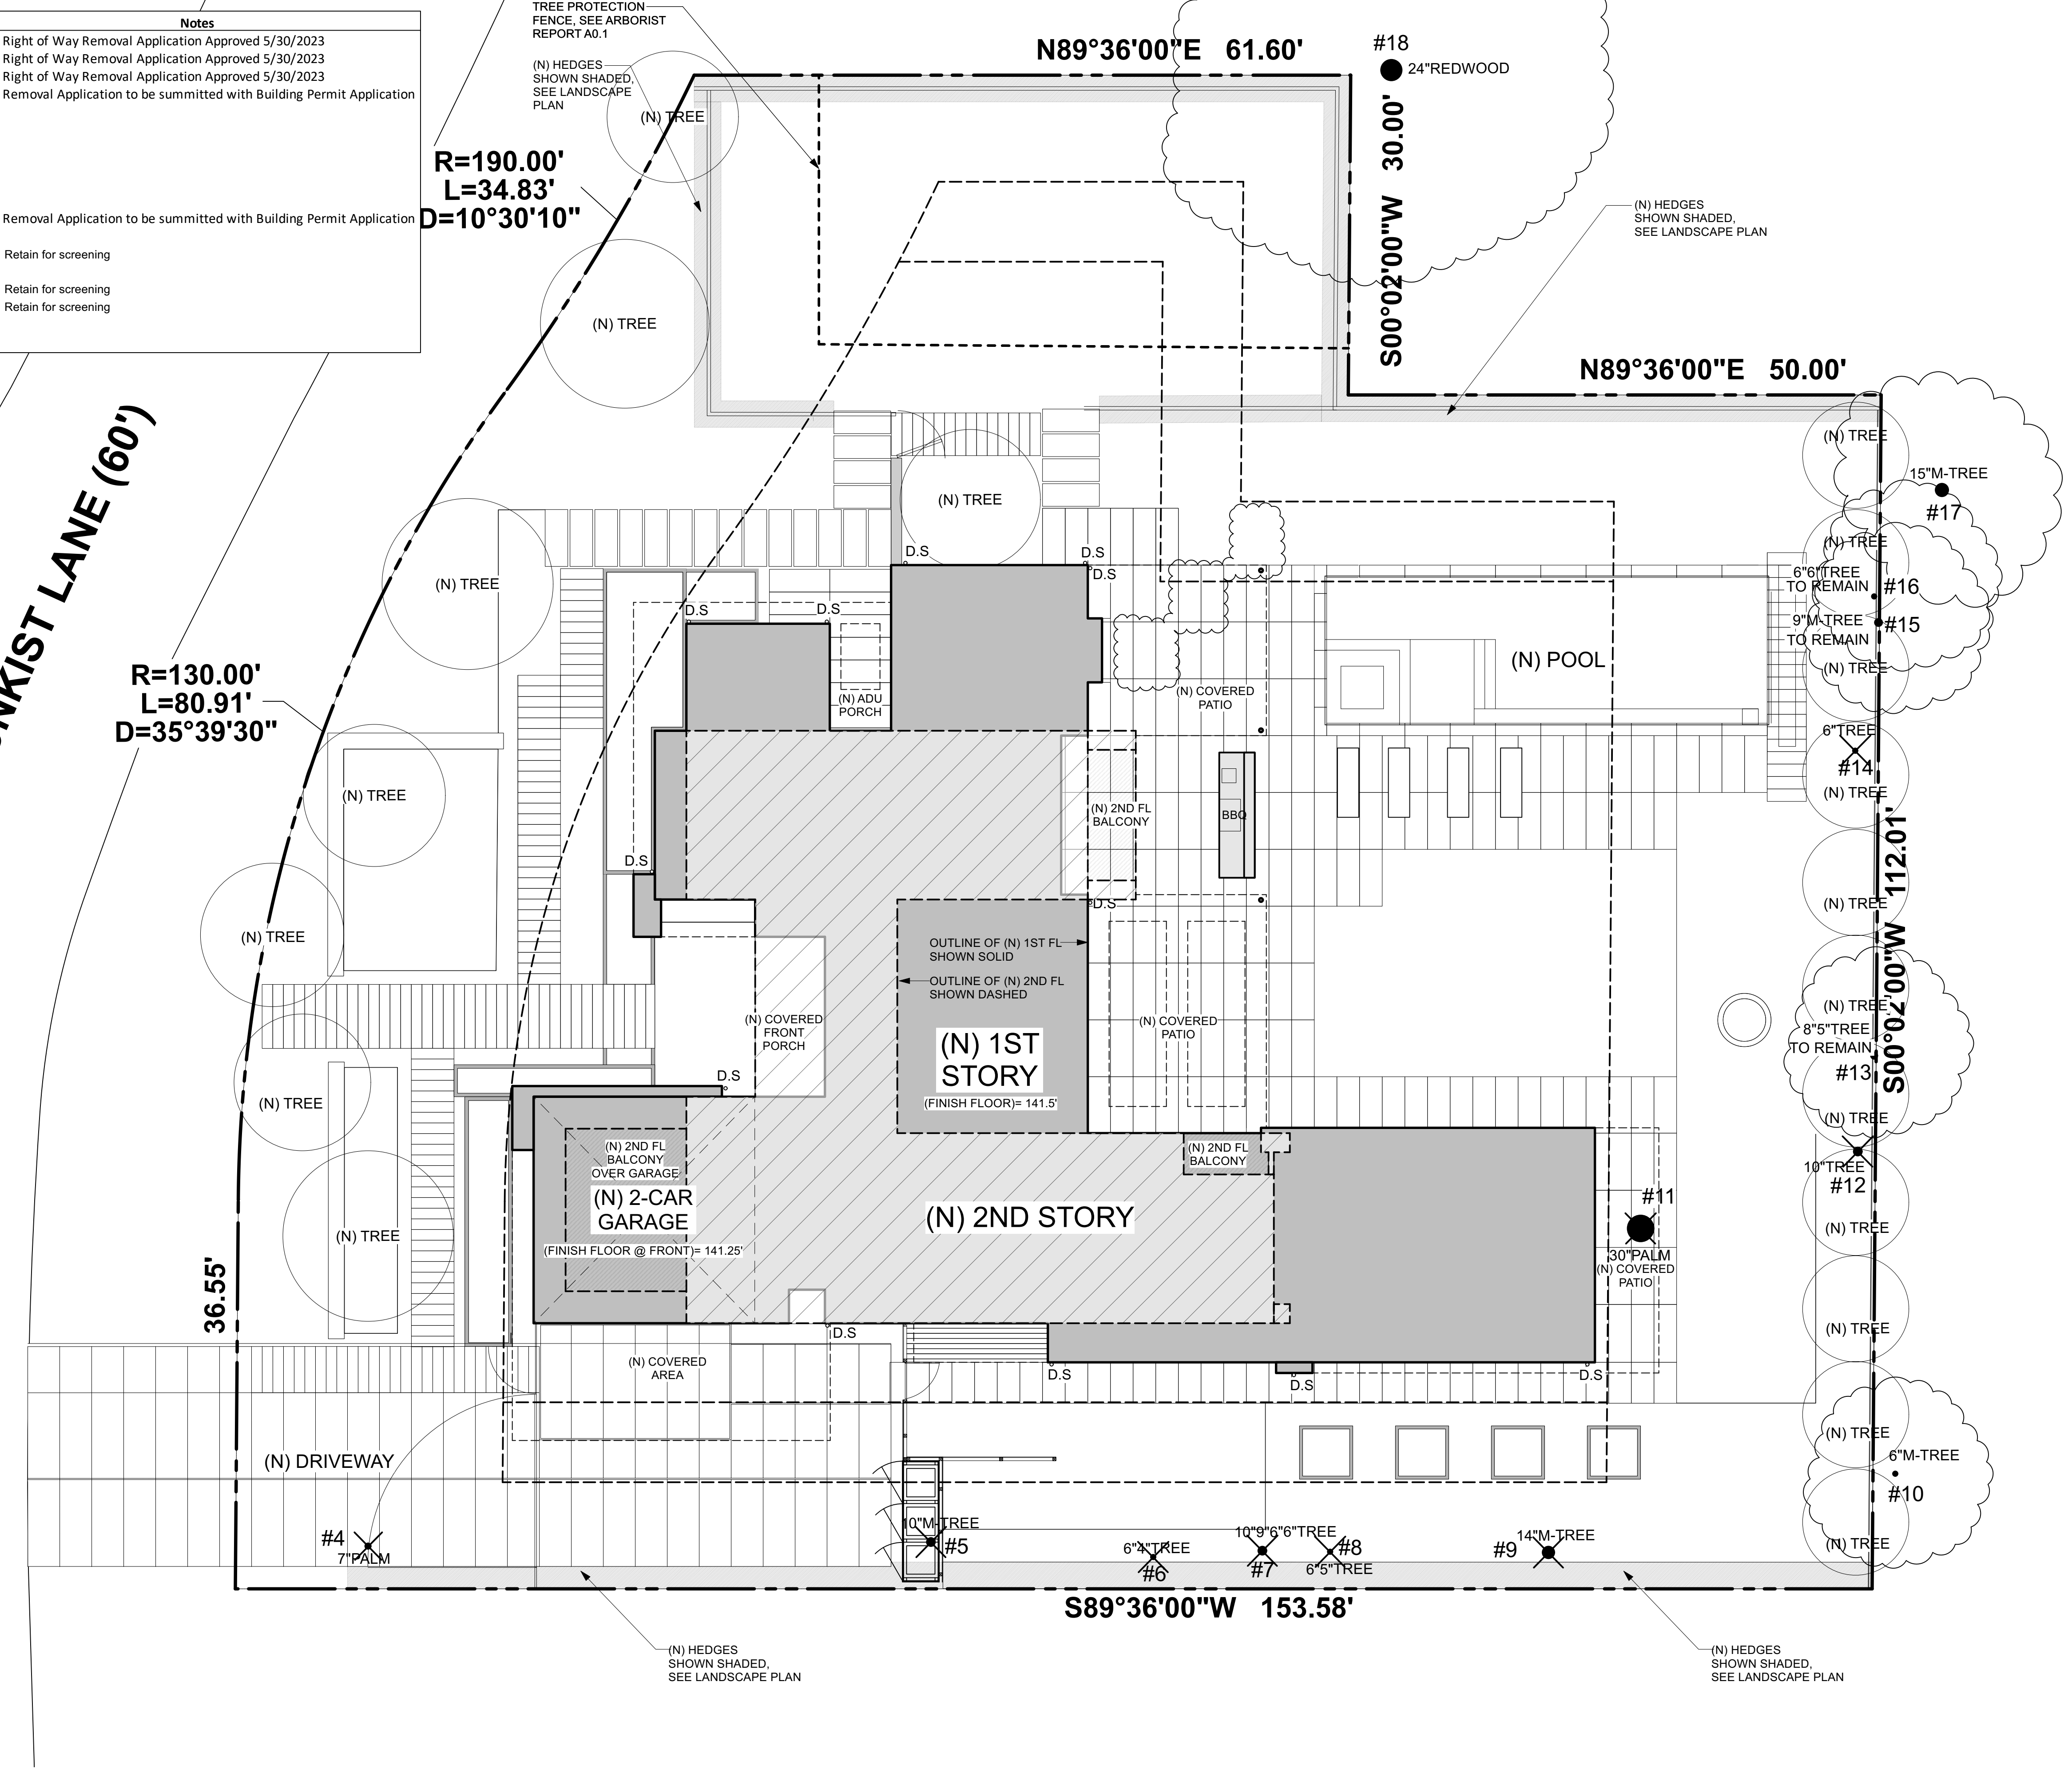 Notes
Right of Way Removal Application Approved 5/30/2023
Right of Way Removal Application Approved 5/30/2023
Right of Way Removal Application Approved 5/30/2023
Removal Application to be summitted with Building Permit Application
Removal Application to be summitted with Building Permit Application
Retain for screening
Retain for screening
Retain for screening
TREE PROTECTION
FENCE, SEE ARBORIST
REPORT A0.1
(N) HEDGES
SHOWN SHADED,
SEE LANDSCAPE
PLAN
(N) TREE
N89°36'00"E 61.60'
#18
24"REDWOOD
S00°02'00"W 30.00'
R=190.00'
L=34.83'
D=10°30'10"
(N) HEDGES
SHOWN SHADED,
SEE LANDSCAPE PLAN
(N) TREE
N89°36'00"E 50.00'
NKIST LANE (60')
(N) TREE
15"M-TREE
#17
(N) TREE
(N) TREE
(N) TREE
6"6"TREE
TO REMAIN
#16
9"M-TREE
TO REMAIN
#15
(N) TREE
D.S
D.S
D.S
D.S
D.S
(N) POOL
R=130.00'
L=80.91'
D=35°39'30"
(N) ADU
PORCH
(N) COVERED
PATIO
6"TREE
#14
(N) TREE
(N) TREE
(N) 2ND FL
BALCONY
BBQ
D.S
D.S
(N) TREE
(N) TREE
S00°02'00"W 112.01'
OUTLINE OF (N) 1ST FL
SHOWN SOLID
OUTLINE OF (N) 2ND FL
SHOWN DASHED
(N) COVERED
FRONT
PORCH
(N) COVERED
PATIO
(N) TREE
8"5"TREE
TO REMAIN
#13
(N) 1ST
STORY
(FINISH FLOOR)= 141.5'
D.S
(N) TREE
(N) TREE
(N) 2ND FL
BALCONY
OVER GARAGE
(N) 2ND FL
BALCONY
10"TREE
#12
(N) 2-CAR
GARAGE
(FINISH FLOOR @ FRONT)= 141.25'
(N) 2ND STORY
#11
30"PALM
(N) COVERED
PATIO
(N) TREE
(N) TREE
36.55'
(N) TREE
D.S
(N) COVERED
AREA
D.S
D.S
D.S
(N) TREE
(N) DRIVEWAY
6"M-TREE
#10
#4
7"PALM
10"M-TREE
#5
6"4"TREE
#6
10"9"6"6"TREE
#7
#8
6"5"TREE
14"M-TREE
#9
(N) TREE
S89°36'00"W 153.58'
(N) HEDGES
SHOWN SHADED,
SEE LANDSCAPE PLAN
(N) HEDGES
SHOWN SHADED,
SEE LANDSCAPE PLAN